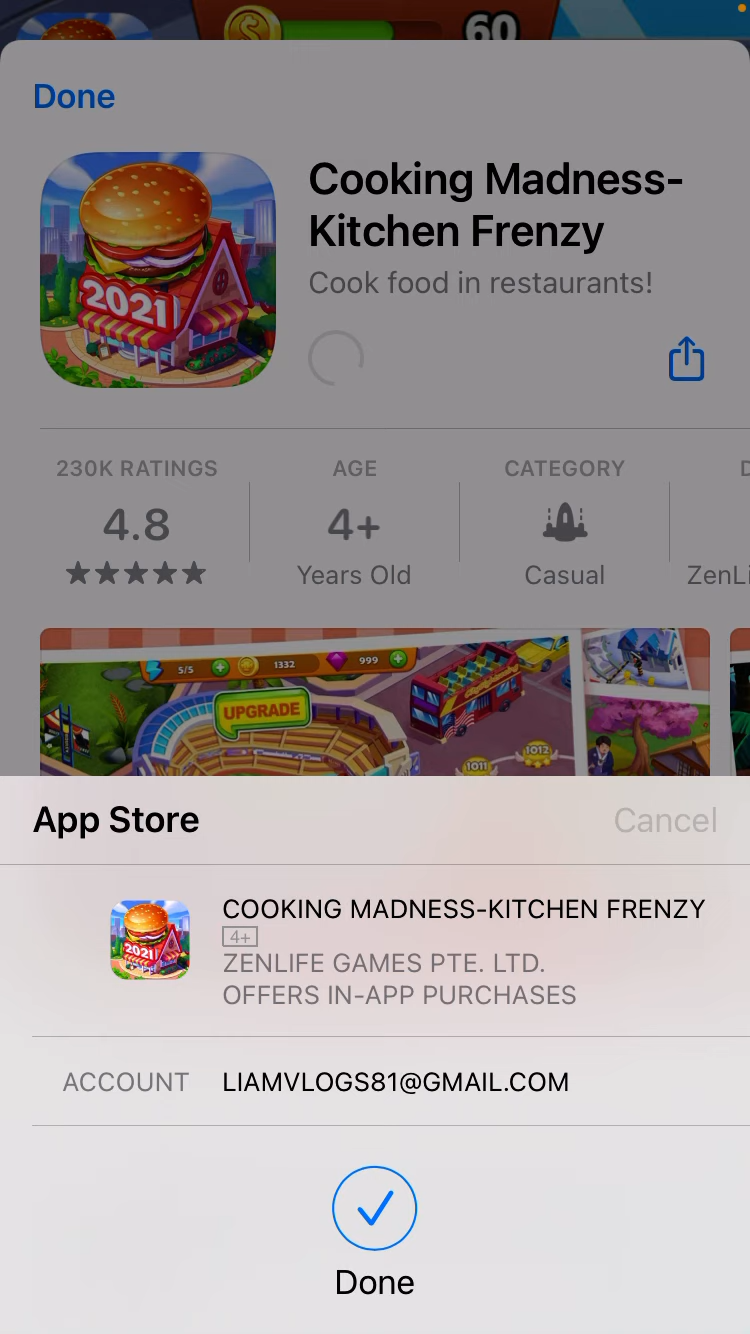 60
Done
Cooking Madness-
Kitchen Frenzy
Cook food in restaurants!
2021
230K RATINGS
AGE
CATEGORY
D
4.8
4+
Years Old
Casual
ZenLi
5/5
1332
999
UPGRADE
1011
1012
App Store
Cancel
COOKING MADNESS-KITCHEN FRENZY
4+
2021
ZENLIFE GAMES PTE. LTD.
OFFERS IN-APP PURCHASES
ACCOUNT
LIAMVLOGS81@GMAIL.COM
Done